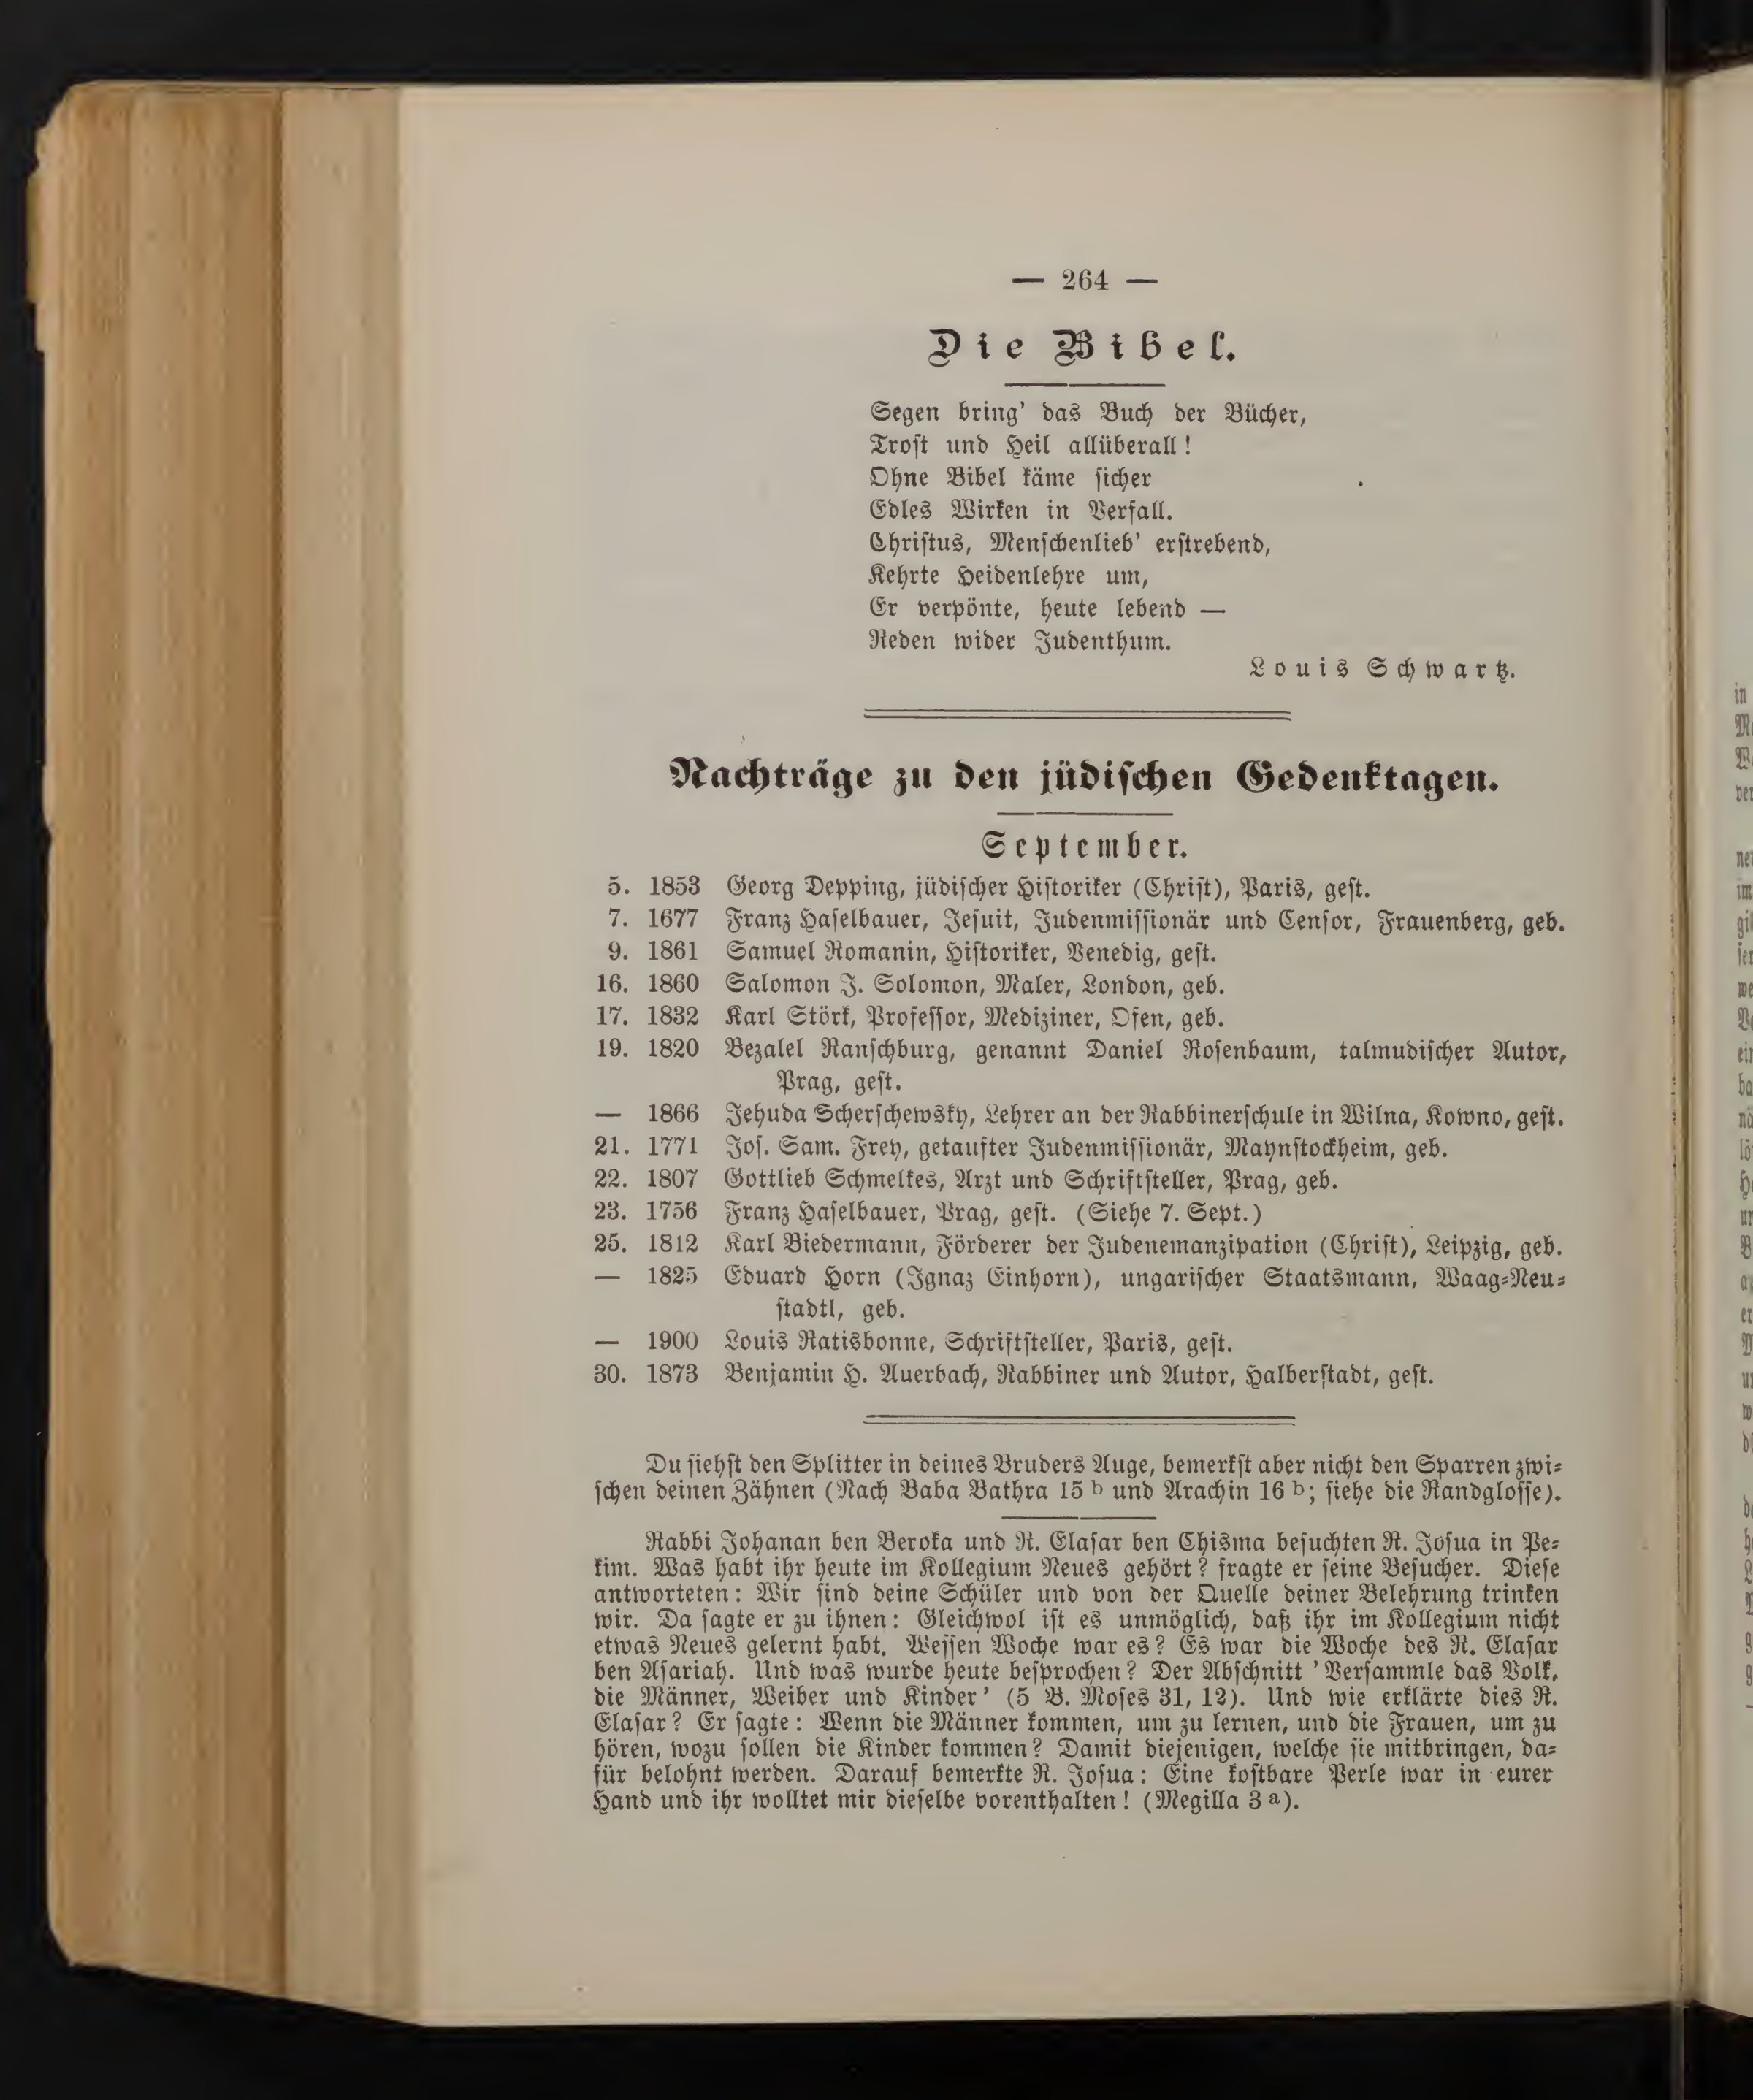 — 264 —
Die Bibel.
Segen bring' das Buch der Bücher,
Trost und Heil allüberall!
Ohne Bibel käme sicher
Edles Wirken in Verfall.
Christus, Menschenlieb' erstrebend,
Kehrte Heidenlehre um,
Er verpönte, heute lebend —
Reden wider Judenthum.
Louis Schwartz.
Nachträge zu den jüdischen Gedenktagen.
September.
5. 1853 Georg Depping, jüdischer Historiker (Christ), Paris, gest.
7. 1677 Franz Haselbauer, Jesuit, Judenmissionär und Censor, Frauenberg, geb.
9. 1861 Samuel Romanin, Historiker, Venedig, gest.
16. 1860 Salomon J. Solomon, Maler, London, geb.
17. 1832 Karl Störk, Professor, Mediziner, Ofen, geb.
19. 1820 Bezalel Ranschburg, genannt Daniel Rosenbaum, talmudischer Autor,
Prag, gest.
— 1866 Jehuda Scherschewsky, Lehrer an der Rabbinerschule in Wilna, Kowno, gest.
21. 1771 Jos. Sam. Frey, getaufter Judenmissionär, Maynstockheim, geb.
22. 1807 Gottlieb Schmelkes, Arzt und Schriftsteller, Prag, geb.
23. 1756 Franz Haselbauer, Prag, gest. (Siehe 7. Sept.)
25. 1812 Karl Biedermann, Förderer der Judenemanzipation (Christ), Leipzig, geb.
— 1825 Eduard Horn (Ignaz Einhorn), ungarischer Staatsmann, Waag-Neu-
stadtl, geb.
— 1900 Louis Ratisbonne, Schriftsteller, Paris, gest.
30. 1873 Benjamin H. Auerbach, Rabbiner und Autor, Halberstadt, gest.
Du siehst den Splitter in deines Bruders Auge, bemerkst aber nicht den Sparren zwi-
schen deinen Zähnen (Nach Baba Bathra 15 b und Arachin 16 b; siehe die Randglosse).
Rabbi Johanan ben Beroka und R. Elasar ben Chisma besuchten R. Josua in Pe-
kim. Was habt ihr heute im Kollegium Neues gehört? fragte er seine Besucher. Diese
antworteten: Wir sind deine Schüler und von der Quelle deiner Belehrung trinken
wir. Da sagte er zu ihnen: Gleichwol ist es unmöglich, daß ihr im Kollegium nicht
etwas Neues gelernt habt. Wessen Woche war es? Es war die Woche des R. Elasar
ben Asariah. Und was wurde heute besprochen? Der Abschnitt 'Versammle das Volk,
die Männer, Weiber und Kinder' (5 B. Moses 31, 12). Und wie erklärte dies R.
Elasar? Er sagte: Wenn die Männer kommen, um zu lernen, und die Frauen, um zu
hören, wozu sollen die Kinder kommen? Damit diejenigen, welche sie mitbringen, da-
für belohnt werden. Darauf bemerkte R. Josua: Eine kostbare Perle war in eurer
Hand und ihr wolltet mir dieselbe vorenthalten! (Megilla 3 a).